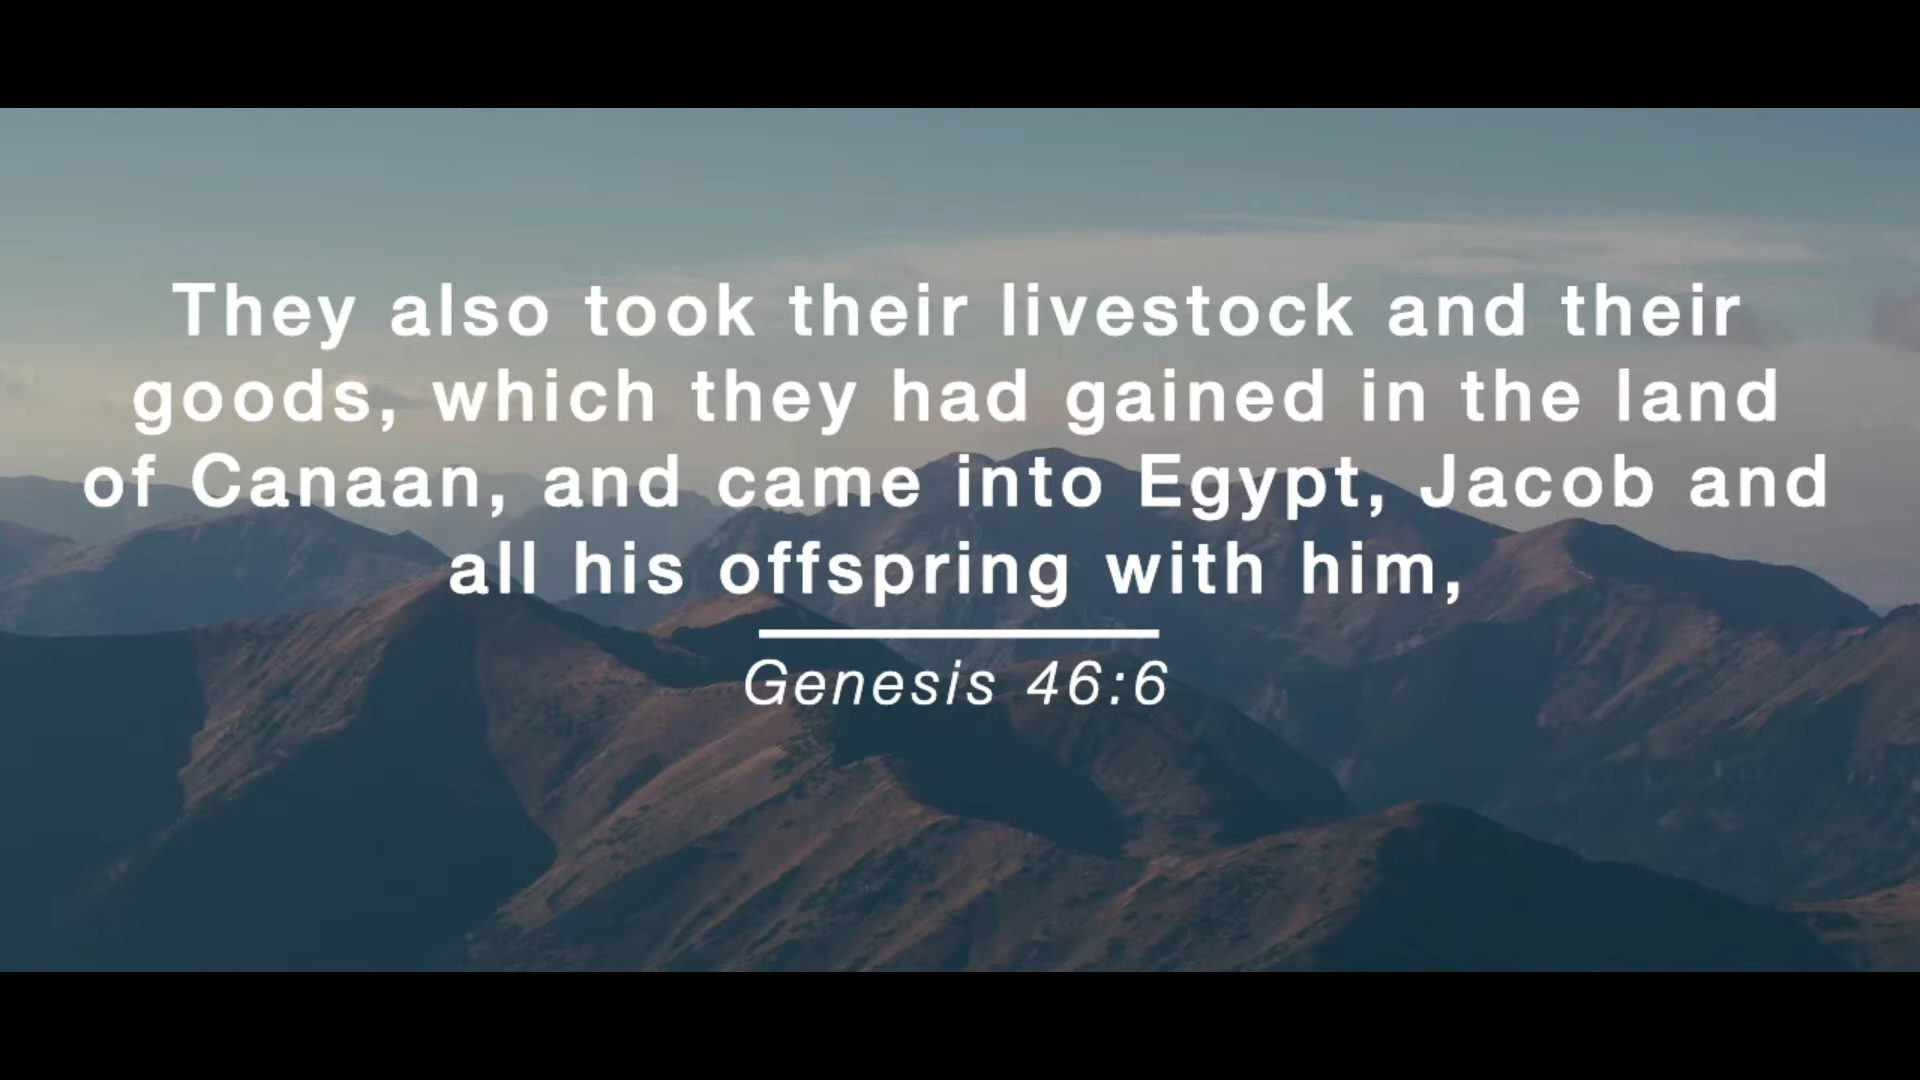 They also took their livestock and their
goods, which they had gained in the land
of Canaan, and came into Egypt, Jacob and
all his offspring with him,
Genesis 46:6